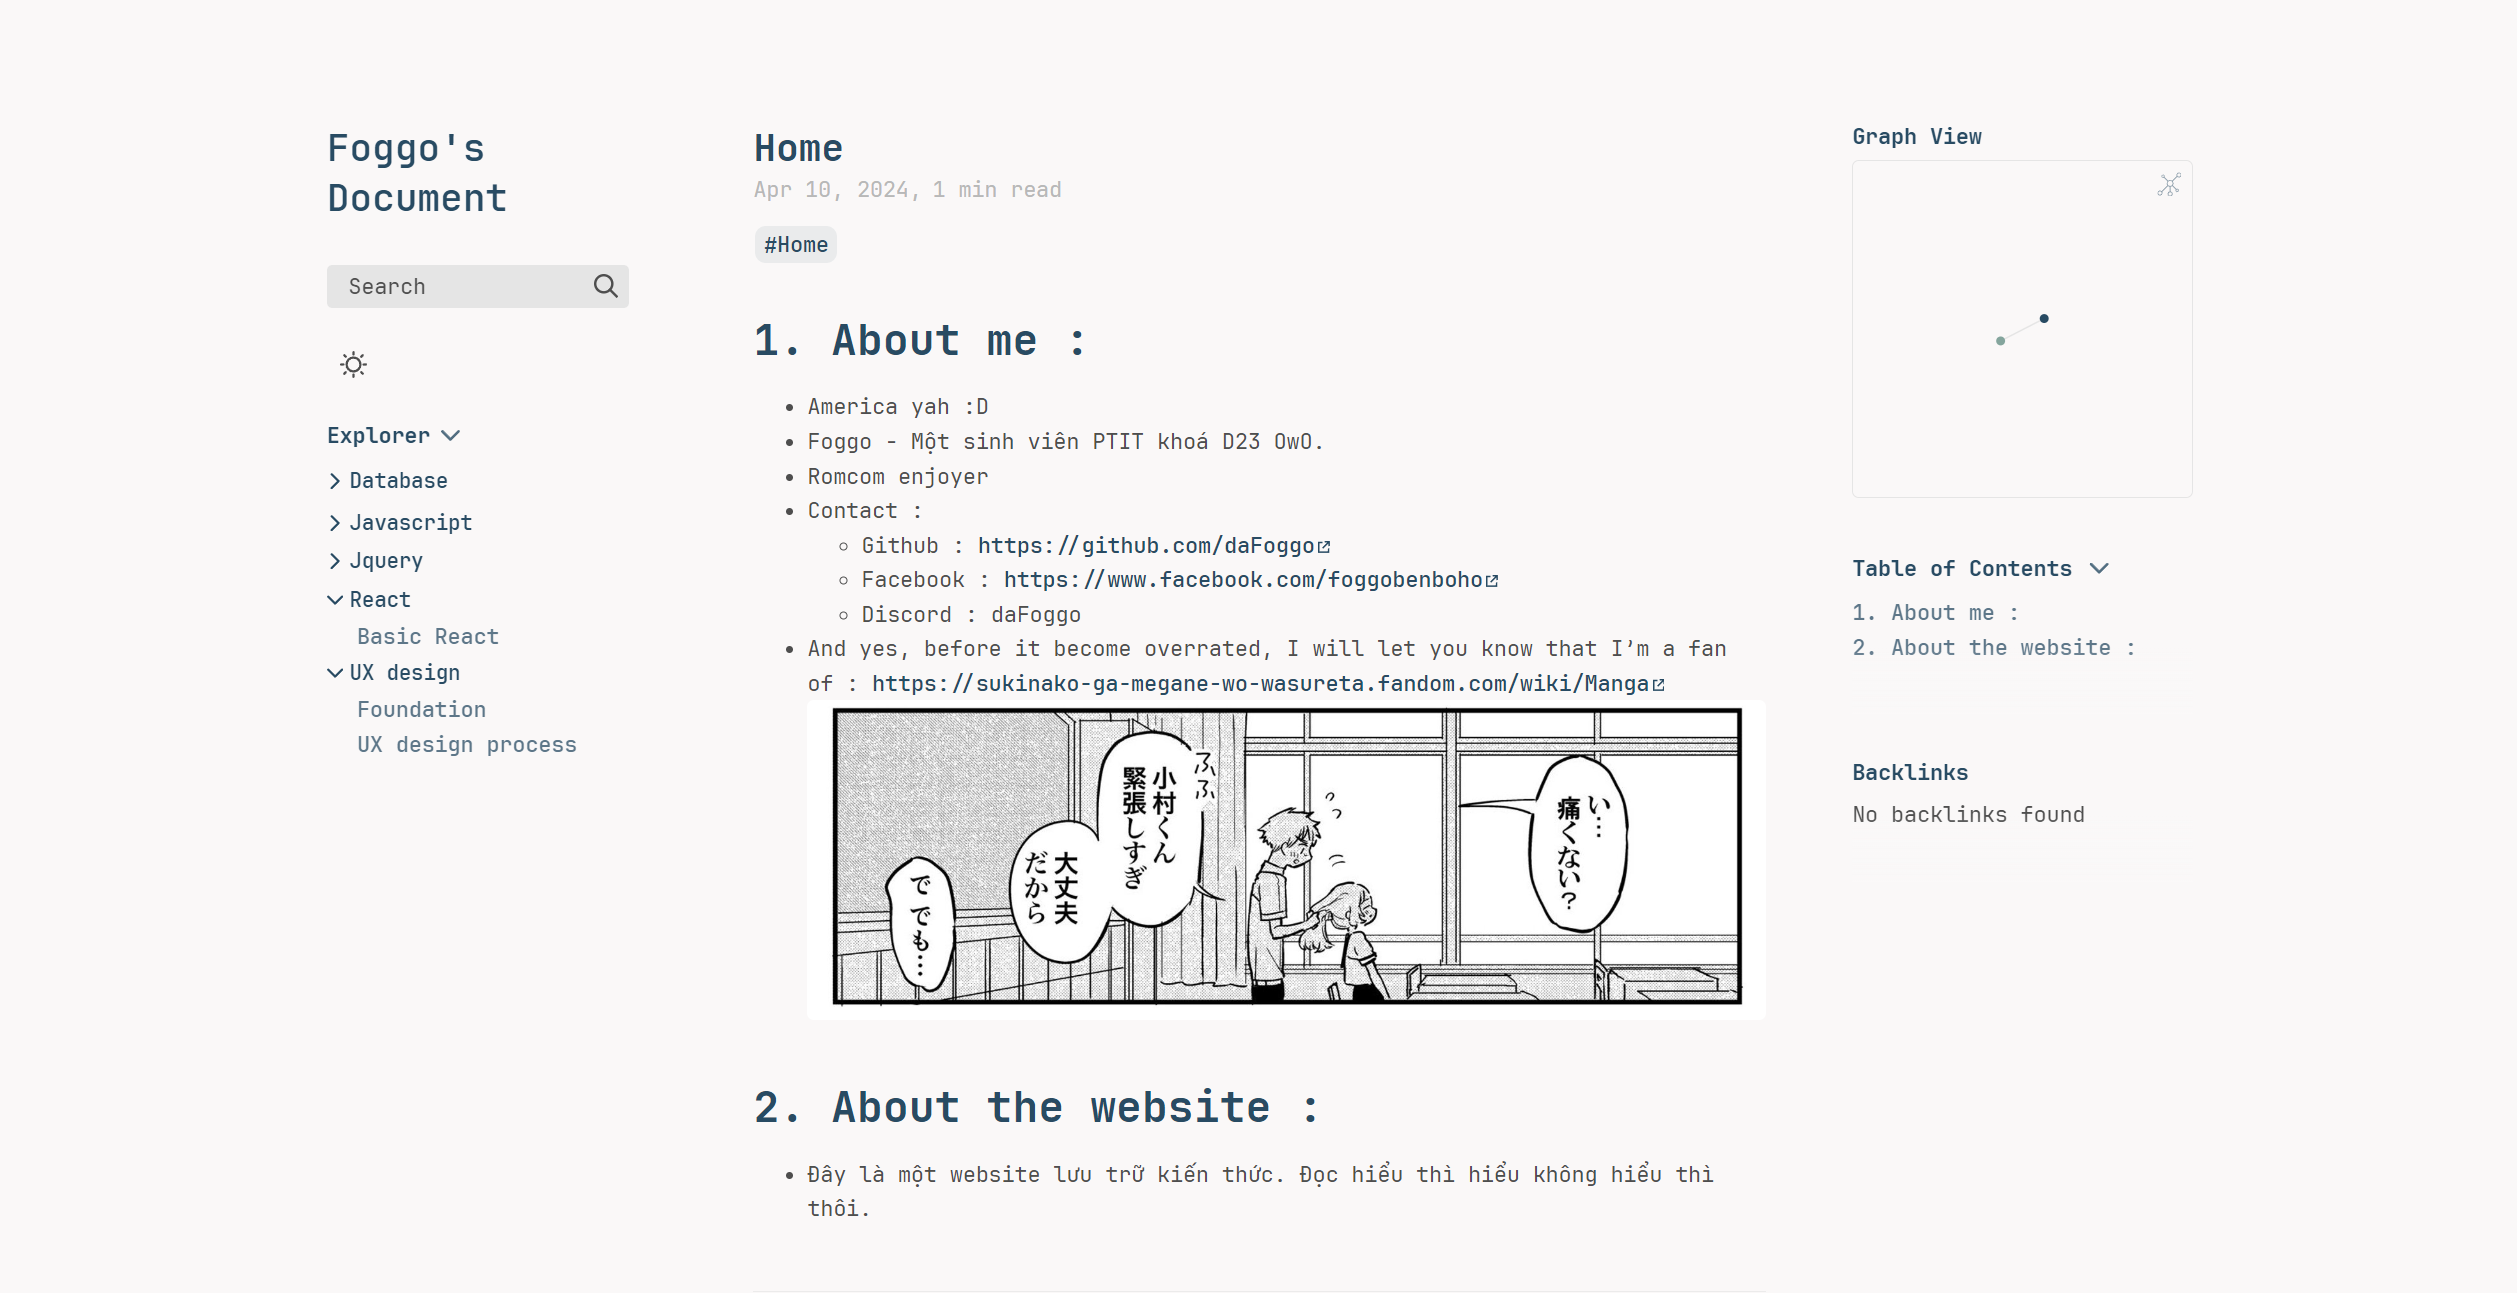 Foggo's
Document
Search
Explorer
Database
Javascript
Jquery
React
Basic React
UX design
Foundation
UX design process
Home
Apr 10, 2024, 1 min read
#Home
1. About me :
America yah :D
Foggo - Một sinh viên PTIT khoá D23 OwO.
Romcom enjoyer
Contact :
Github : https://github.com/daFoggo
Facebook : https://www.facebook.com/foggobenboho
Discord : daFoggo
And yes, before it become overrated, I will let you know that I’m a fan
of : https://sukinako-ga-megane-wo-wasureta.fandom.com/wiki/Manga
い…
痛くない？
ふふ
小村くん
緊張しすぎ
大丈夫
だから
で でも…
2. About the website :
Đây là một website lưu trữ kiến thức. Đọc hiểu thì hiểu không hiểu thì
thôi.
Graph View
Table of Contents
1. About me :
2. About the website :
Backlinks
No backlinks found